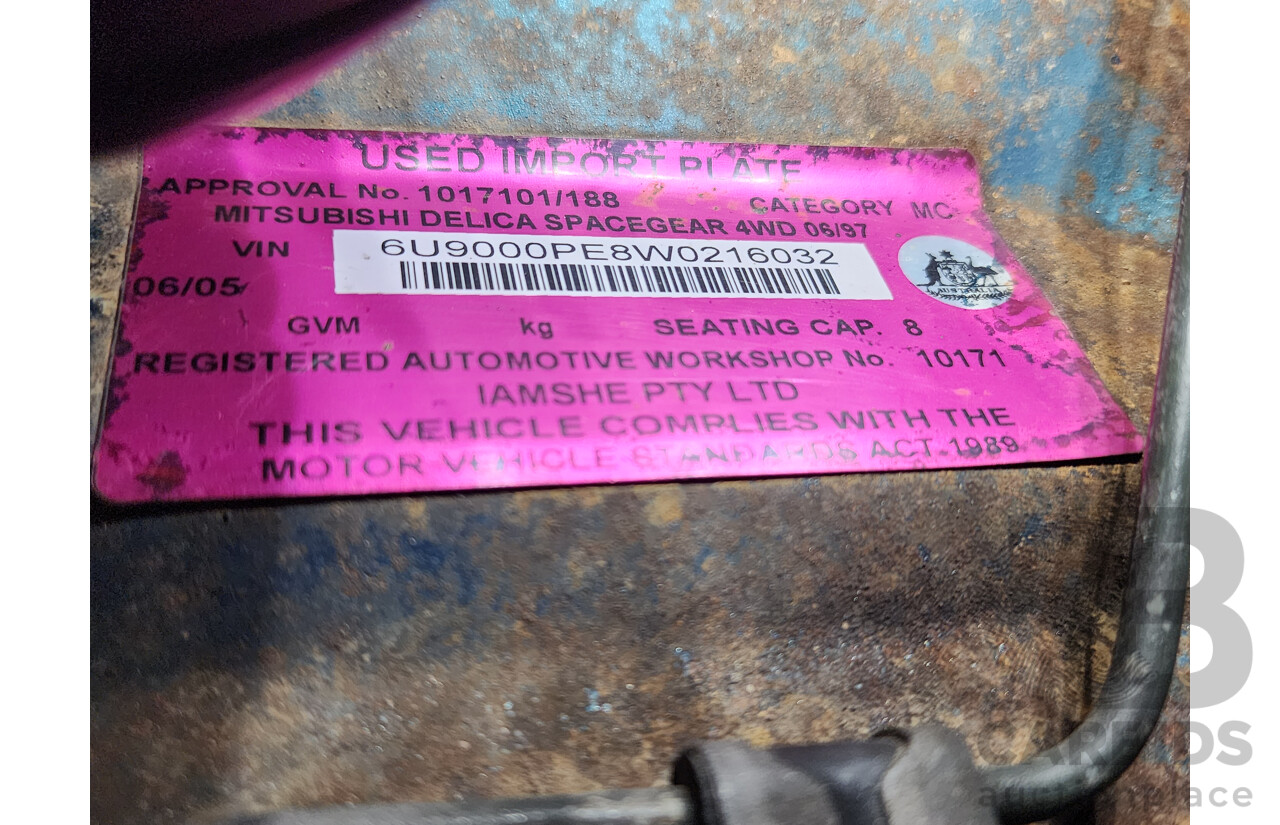 USED IMPORT PLATE
APPROVAL No. 1017101/188 CATEGORY MC
MITSUBISHI DELICA SPACEGEAR 4WD 06/97
VIN 6U9000PE8W0216032
06/05
AUSTRALIA
GVM kg SEATING CAP. 8
REGISTERED AUTOMOTIVE WORKSHOP No. 10171
IAMSHE PTY LTD
THIS VEHICLE COMPLIES WITH THE
MOTOR VEHICLE STANDARDS ACT 1989